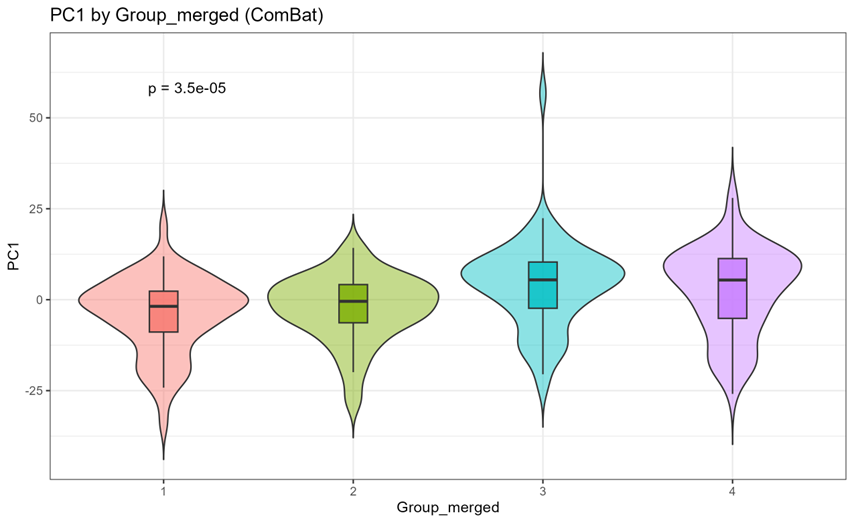 PC1 by Group_merged (ComBat)
p = 3.5e-05
50
25
0
-25
PC1
1 2 3 4
Group_merged